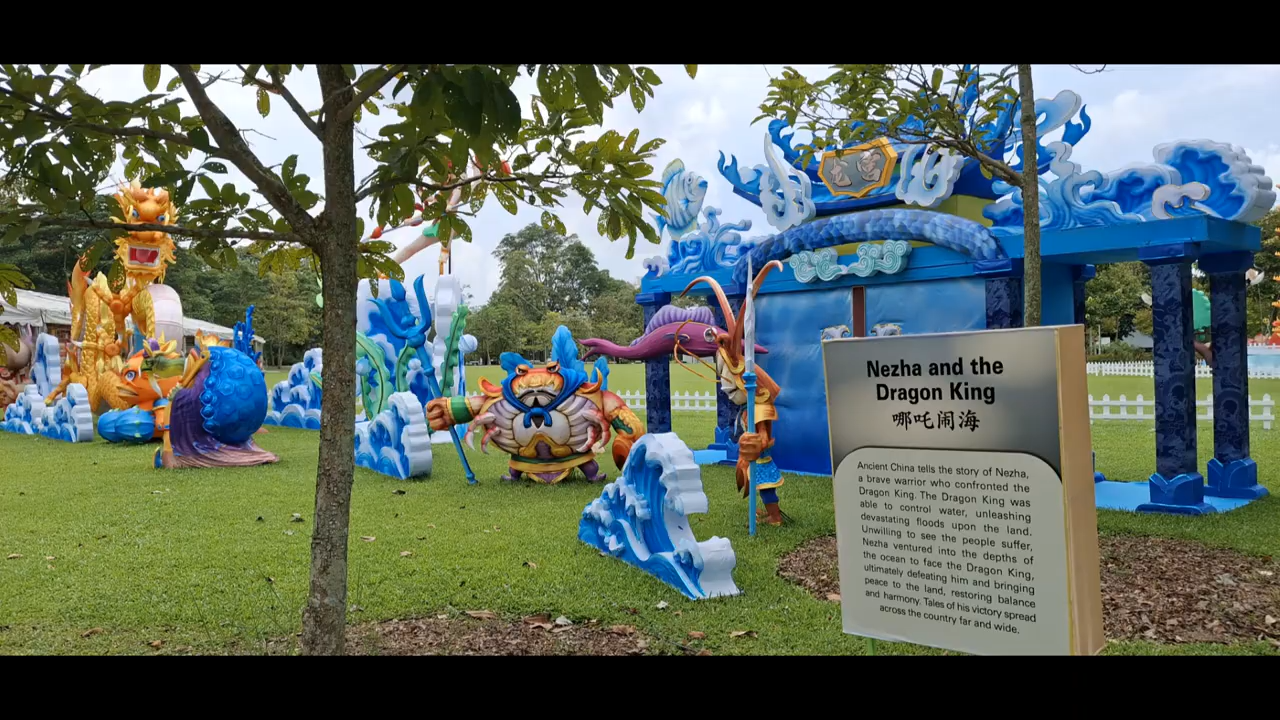 Nezha and the
Dragon King
哪吒闹海
Ancient China tells the story of Nezha,
a brave warrior who confronted the
Dragon King. The Dragon King was
able to control water, unleashing
devastating floods upon the land.
Unwilling to see the people suffer,
Nezha ventured into the depths of
the ocean to face the Dragon King,
ultimately defeating him and bringing
peace to the land, restoring balance
and harmony. Tales of his victory spread
across the country far and wide.